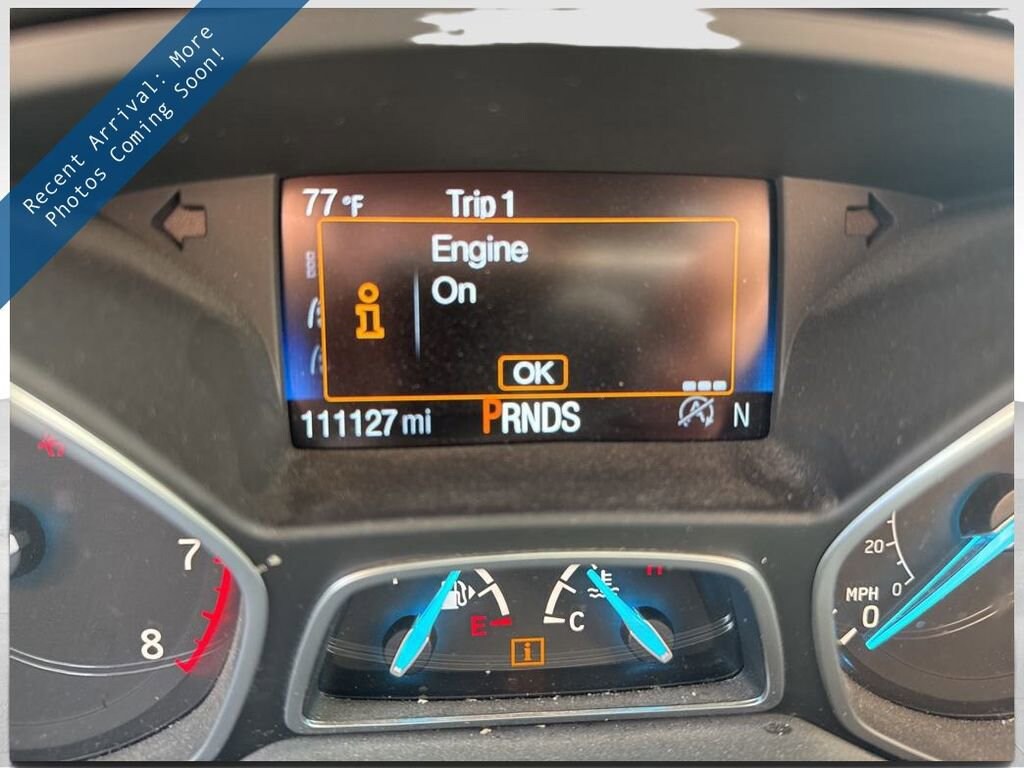 Recent Arrival: More
Photos Coming Soon!
77°F Trip 1
Engine
On
i
OK
111127 mi PRNDS N
7
8
E
C
H
i
20
0
MPH
0